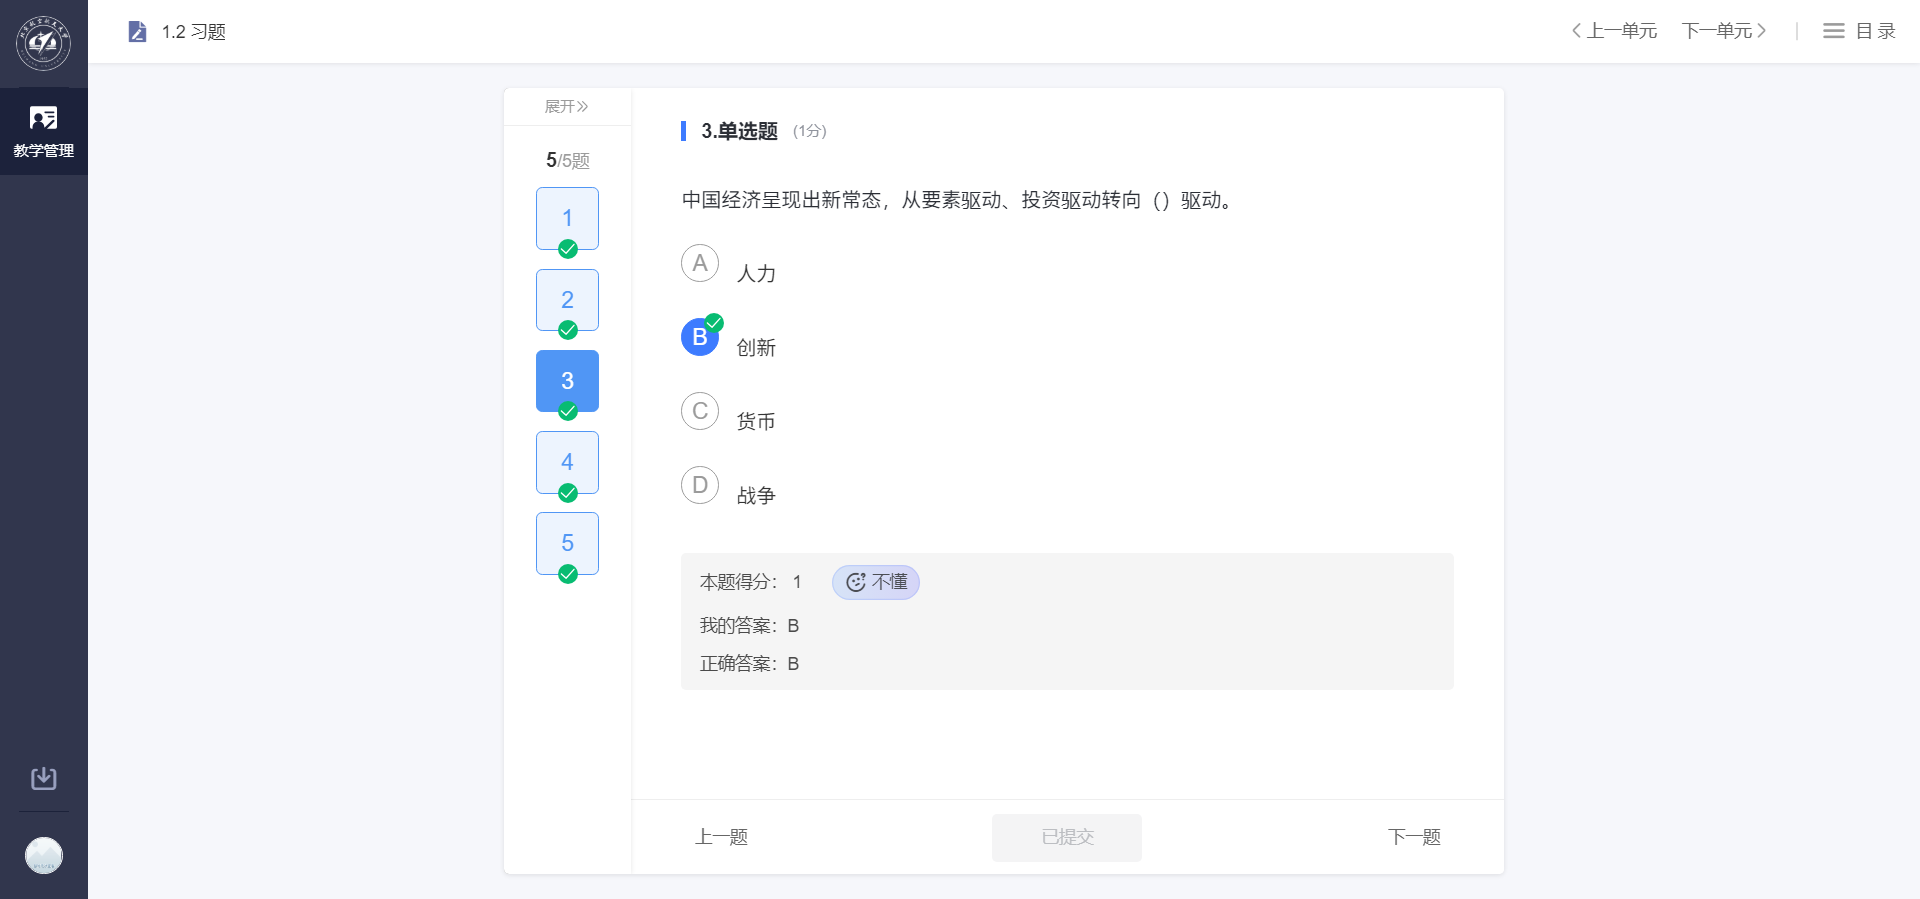 1.2 习题
上一单元
下一单元
目录
教学管理
展开
5/5题
1
2
3
4
5
3.单选题 (1分)
中国经济呈现出新常态，从要素驱动、投资驱动转向（）驱动。
A 人力
B 创新
C 货币
D 战争
本题得分： 1 不懂
我的答案：B
正确答案：B
上一题
已提交
下一题